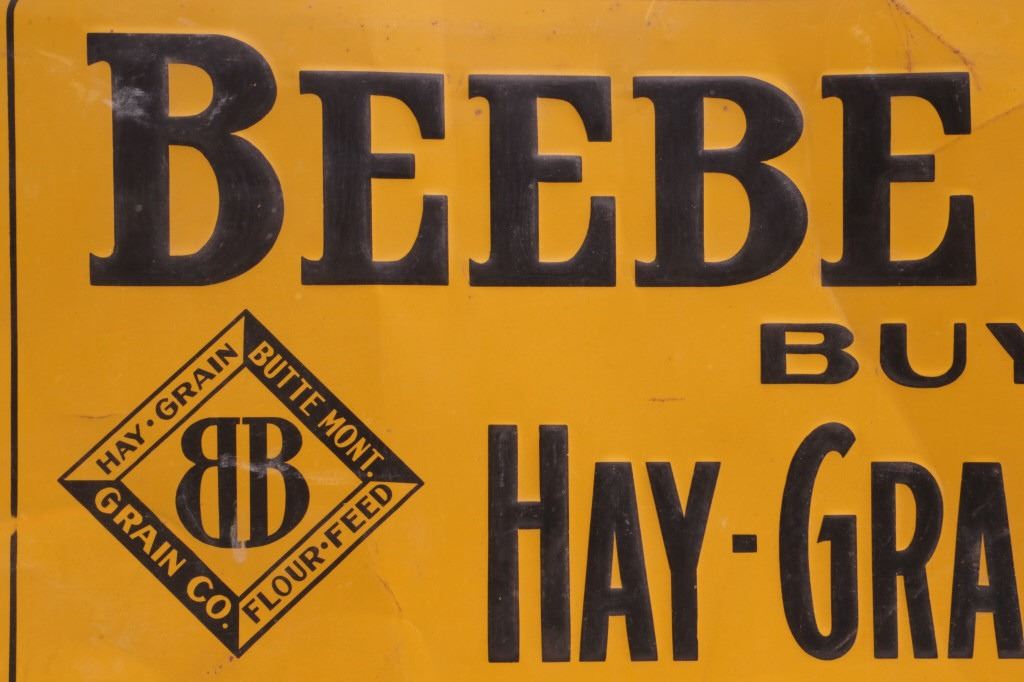 BEEBE
BUY
HAY-GRA
HAY·GRAIN
BUTTE MONT.
BB
GRAIN CO.
FLOUR·FEED